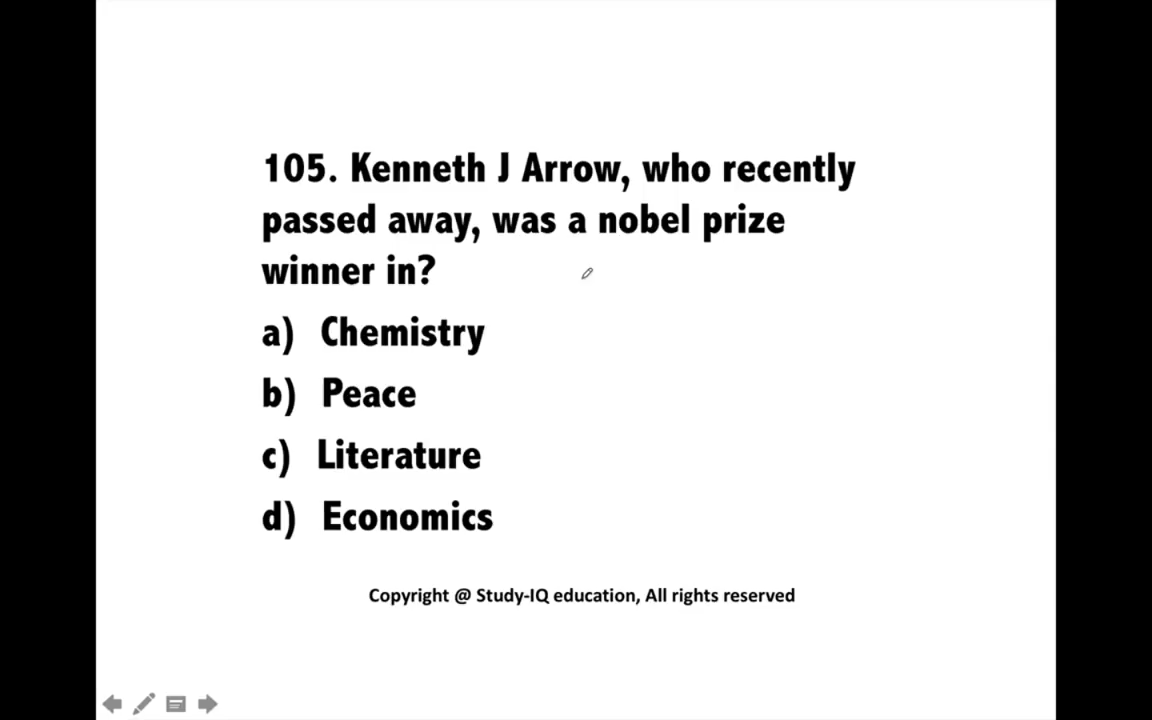 105. Kenneth J Arrow, who recently
passed away, was a nobel prize
winner in?
a) Chemistry
b) Peace
c) Literature
d) Economics
Copyright @ Study-IQ education, All rights reserved